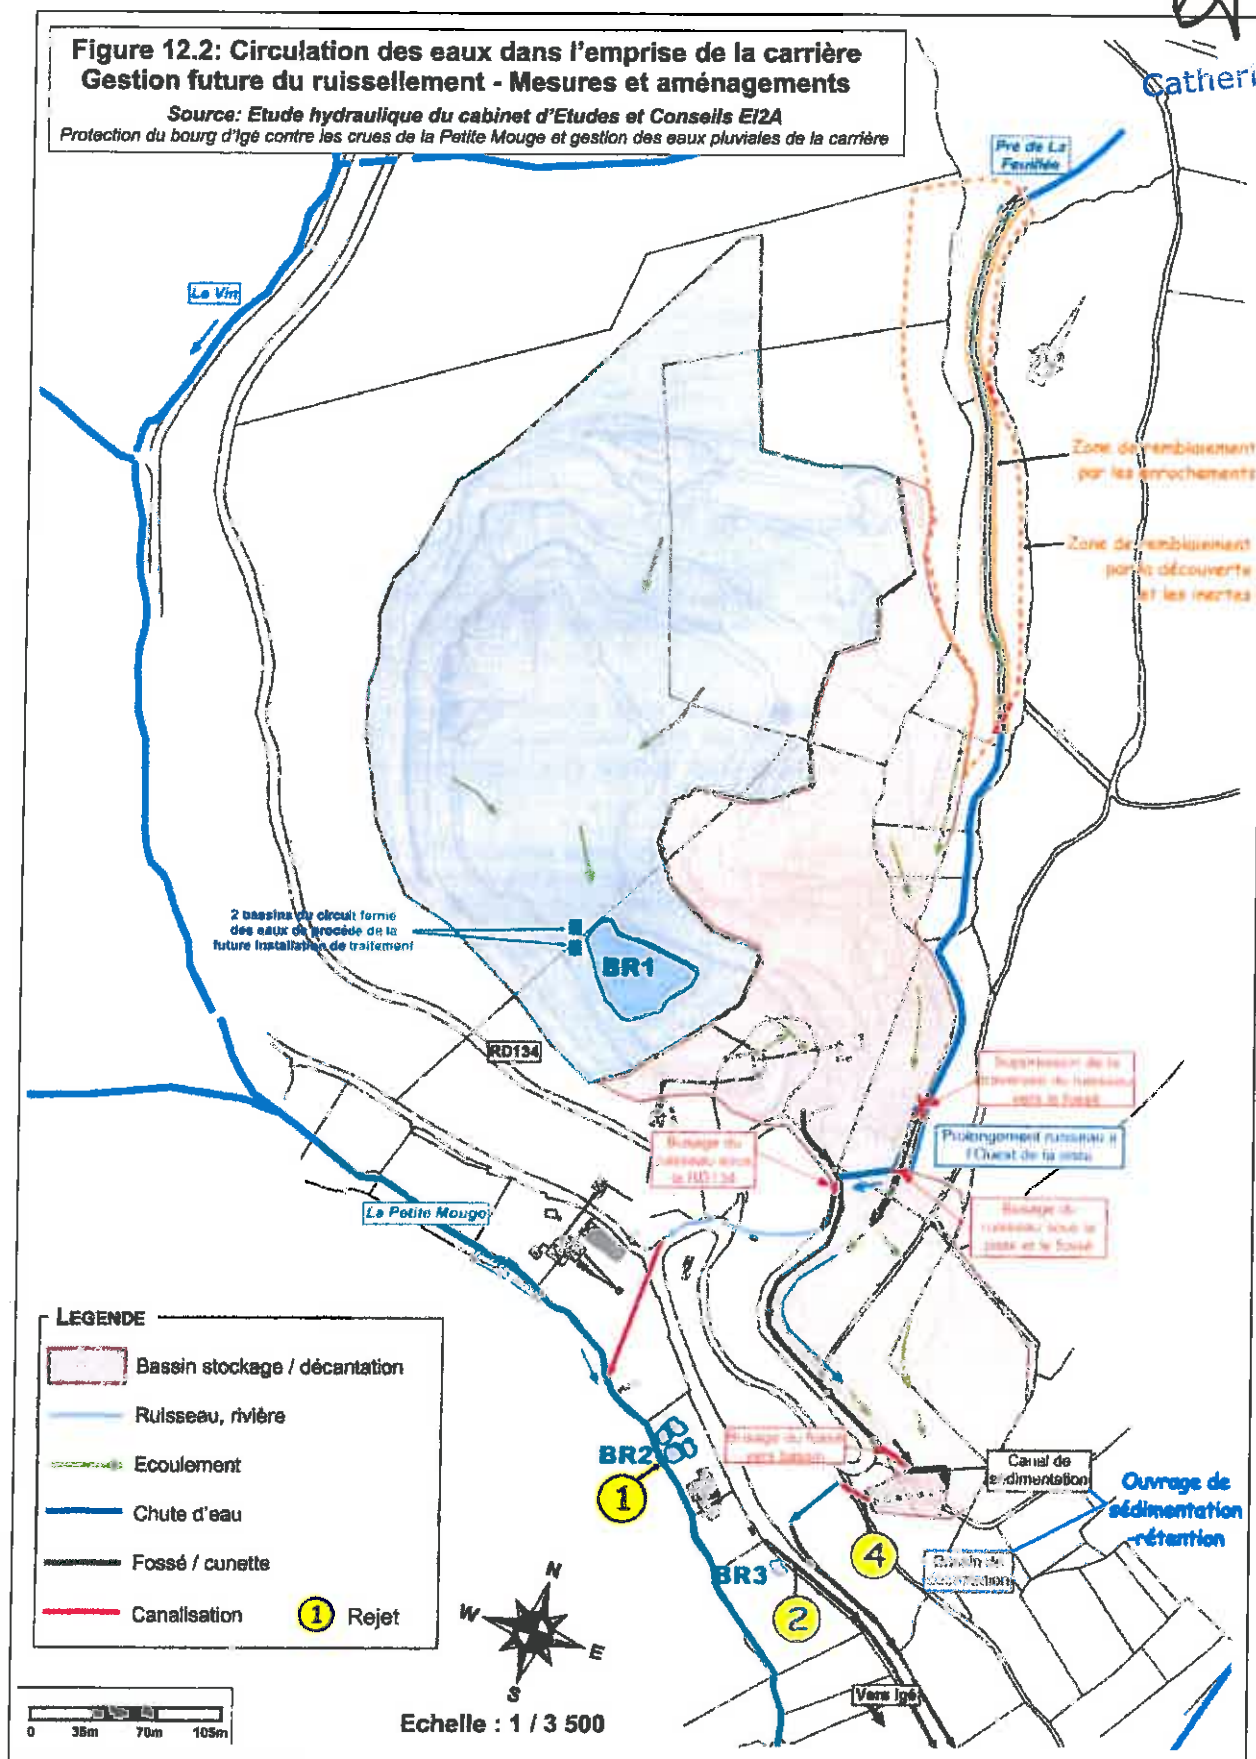 Figure 12.2: Circulation des eaux dans l'emprise de la carrière
Gestion future du ruissellement - Mesures et aménagements
Source: Etude hydraulique du cabinet d'Etudes et Conseils EI2A
Protection du bourg d'Igé contre les crues de la Petite Mouge et gestion des eaux pluviales de la carrière
Catheri
Pré de La
Feuillée
Le Vin
Zone de remblaiement
par les enrochements
Zone de remblaiement
par la découverte
et les inertes
2 bassins du circuit fermé
des eaux de procédé de la
future installation de traitement
BR1
RD134
Suppression de la
traversée du ruisseau
vers le fossé
Prolongement ruisseau à
l'Ouest de la piste
Busage du
ruisseau sous
la RD134
Busage du
ruisseau sous la
piste et le fossé
La Petite Mouge
LEGENDE
Bassin stockage / décantation
Ruisseau, rivière
Ecoulement
Chute d'eau
Fossé / cunette
Canalisation
1 Rejet
BR2
1
Busage du fossé
vers bassin
Canal de
sédimentation
Ouvrage de
sédimentation
-rétention
4
Bassin de
BR3
2
N
W
E
S
Vers Igé
0 35m 70m 105m
Echelle : 1 / 3 500